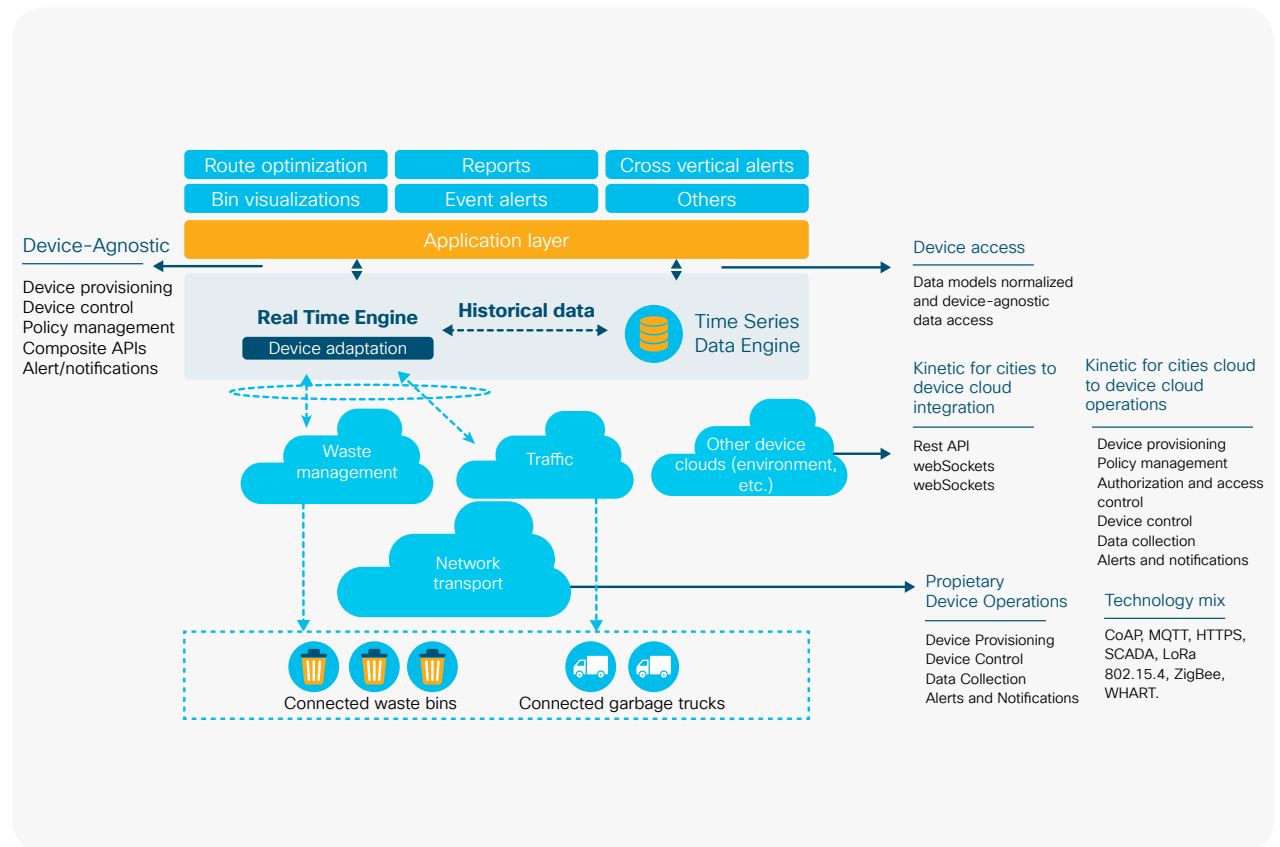 Route optimization
Reports
Cross vertical alerts
Bin visualizations
Event alerts
Others
Application layer
Device-Agnostic
Device provisioning
Device control
Policy management
Composite APIs
Alert/notifications
Real Time Engine
Device adaptation
Historical data
Time Series
Data Engine
Device access
Data models normalized
and device-agnostic
data access
Waste
management
Traffic
Other device
clouds (environment,
etc.)
Kinetic for cities to
device cloud
integration
Rest API
webSockets
webSockets
Kinetic for cities cloud
to device cloud
operations
Device provisioning
Policy management
Authorization and access
control
Device control
Data collection
Alerts and notifications
Network
transport
Propietary
Device Operations
Device Provisioning
Device Control
Data Collection
Alerts and Notifications
Technology mix
CoAP, MQTT, HTTPS,
SCADA, LoRa
802.15.4, ZigBee,
WHART.
Connected waste bins
Connected garbage trucks